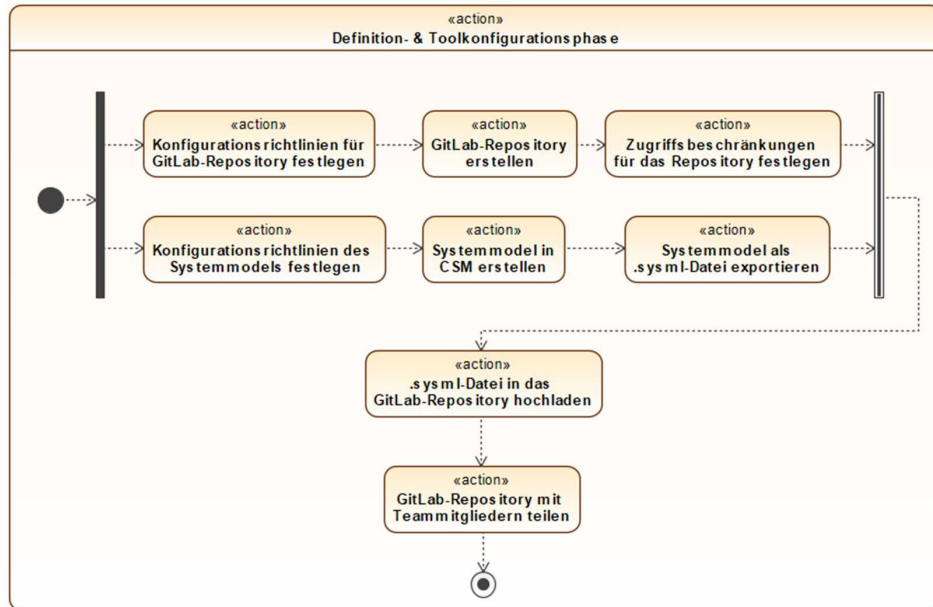 «action»
Definition- & Toolkonfigurationsphase
«action»
Konfigurationsrichtlinien für
GitLab-Repository festlegen
«action»
GitLab-Repository
erstellen
«action»
Zugriffsbeschränkungen
für das Repository festlegen
«action»
Konfigurationsrichtlinien des
Systemmodels festlegen
«action»
Systemmodel in
CSM erstellen
«action»
Systemmodel als
.sysml-Datei exportieren
«action»
.sysml-Datei in das
GitLab-Repository hochladen
«action»
GitLab-Repository mit
Teammitgliedern teilen